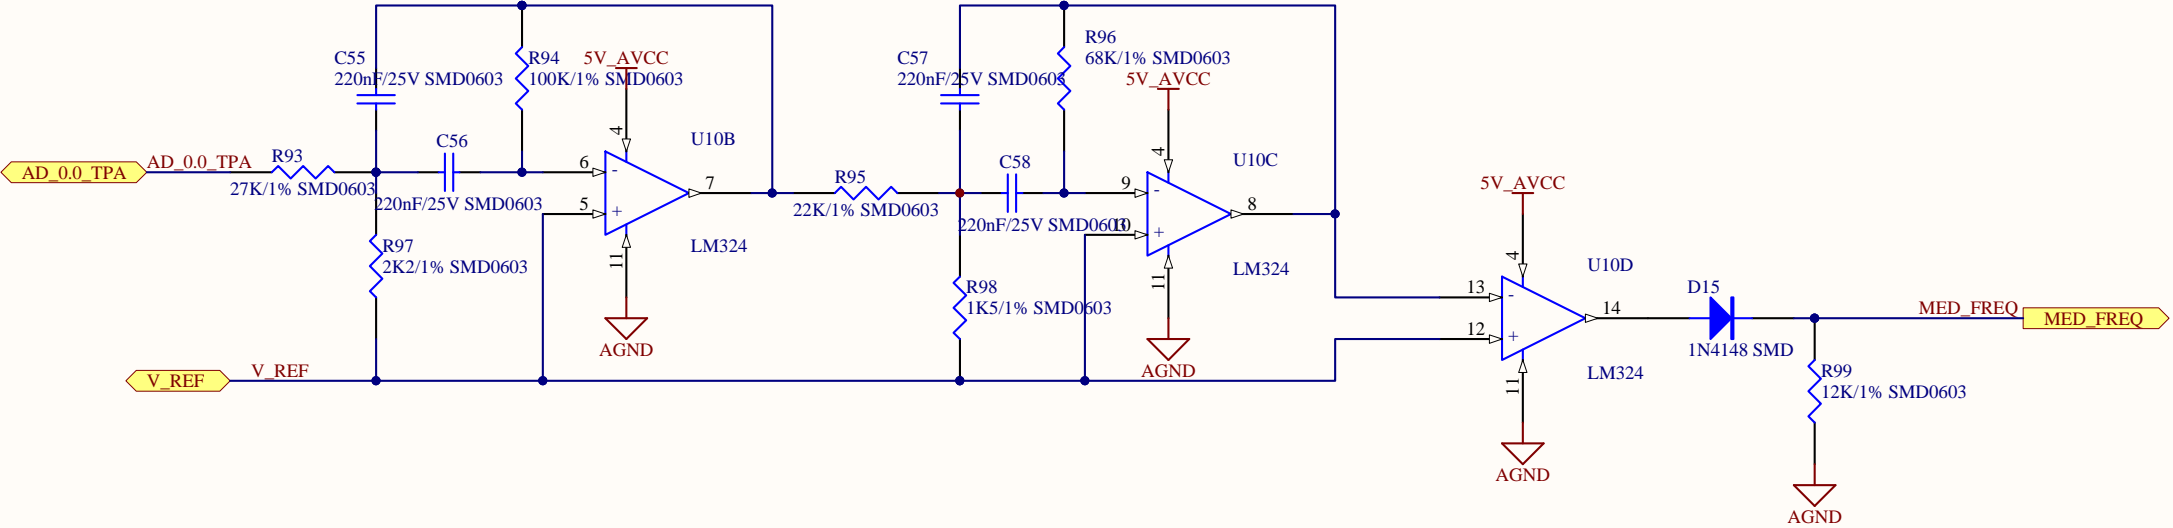 AD_0.0_TPA
AD_0.0_TPA
R93
27K/1% SMD0603
C55
220nF/25V SMD0603
C56
220nF/25V SMD0603
R94
100K/1% SMD0603
R97
2K2/1% SMD0603
5V_AVCC
4
6
5
-
+
11
7
U10B
LM324
AGND
R95
22K/1% SMD0603
C57
220nF/25V SMD0603
C58
220nF/25V SMD0603
R96
68K/1% SMD0603
R98
1K5/1% SMD0603
5V_AVCC
4
9
10
-
+
11
8
U10C
LM324
AGND
V_REF
V_REF
5V_AVCC
4
13
12
-
+
11
14
U10D
LM324
AGND
D15
1N4148 SMD
MED_FREQ
MED_FREQ
R99
12K/1% SMD0603
AGND